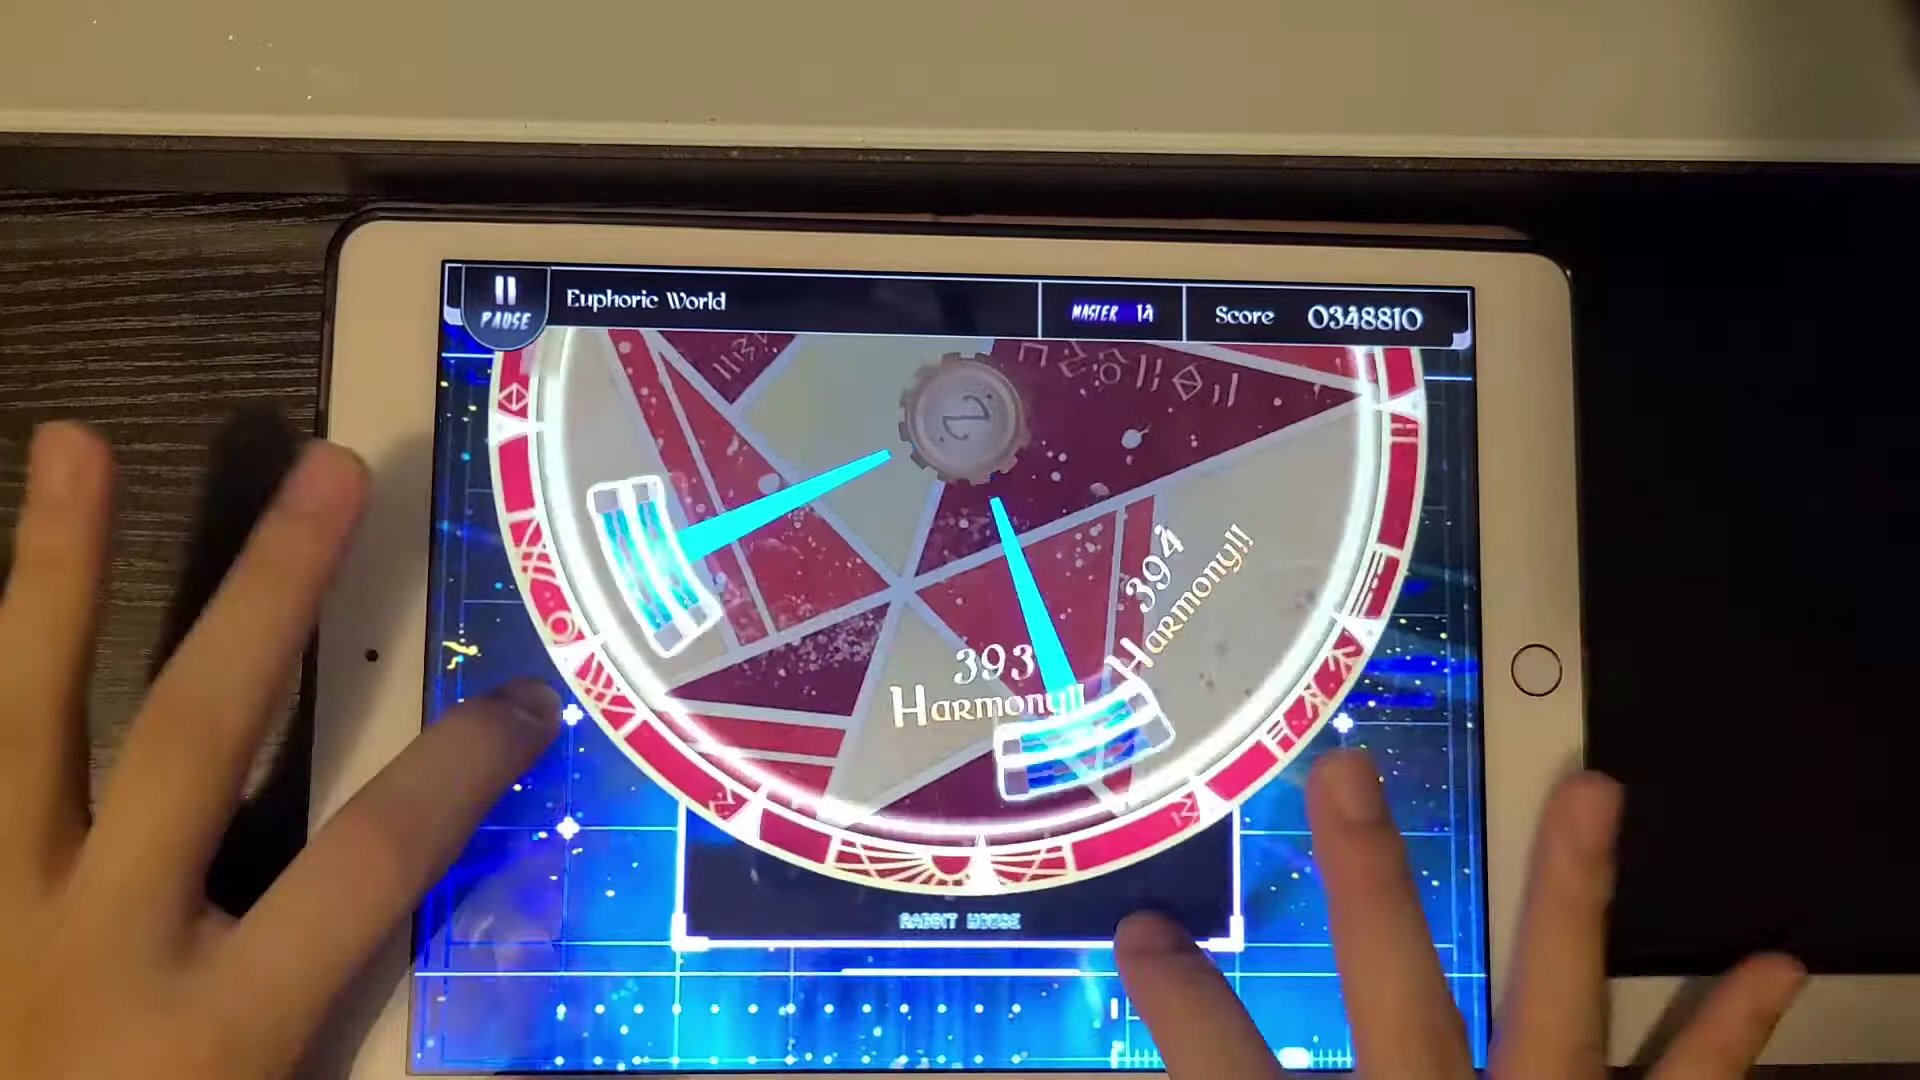 PAUSE
Euphoric World
MASTER 14
Score 0348810
394
Harmony!!
393
Harmony!!
RABBIT HOUSE